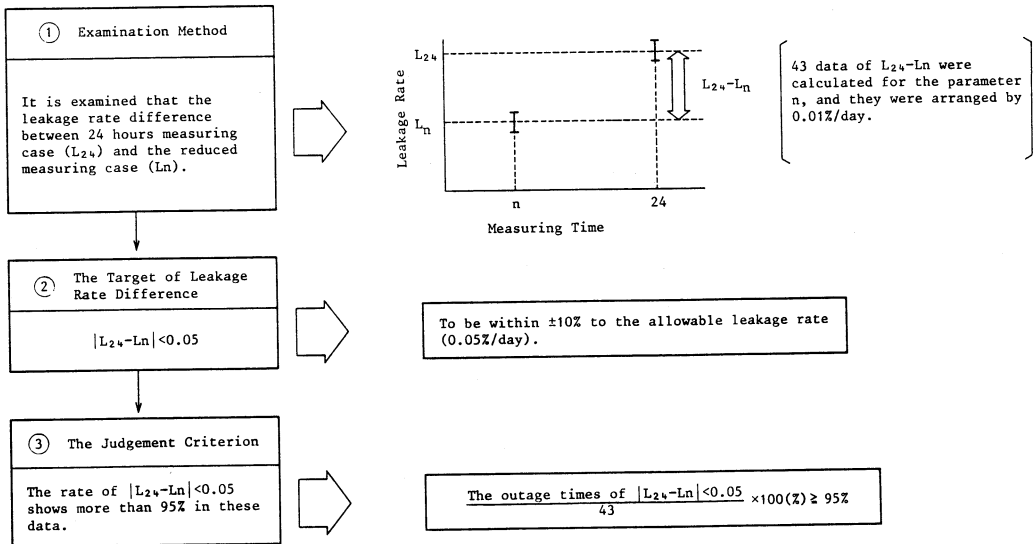 ① Examination Method
It is examined that the
leakage rate difference
between 24 hours measuring
case (L₂₄) and the reduced
measuring case (Ln).
Leakage Rate
L₂₄
Lₙ
L₂₄-Lₙ
n
24
Measuring Time
43 data of L₂₄-Ln were
calculated for the parameter
n, and they were arranged by
0.01%/day.
② The Target of Leakage
Rate Difference
|L₂₄-Ln|<0.05
To be within ±10% to the allowable leakage rate
(0.05%/day).
③ The Judgement Criterion
The rate of |L₂₄-Ln|<0.05
shows more than 95% in these
data.
The outage times of |L₂₄-Ln|<0.05
43
×100(%) ≥ 95%